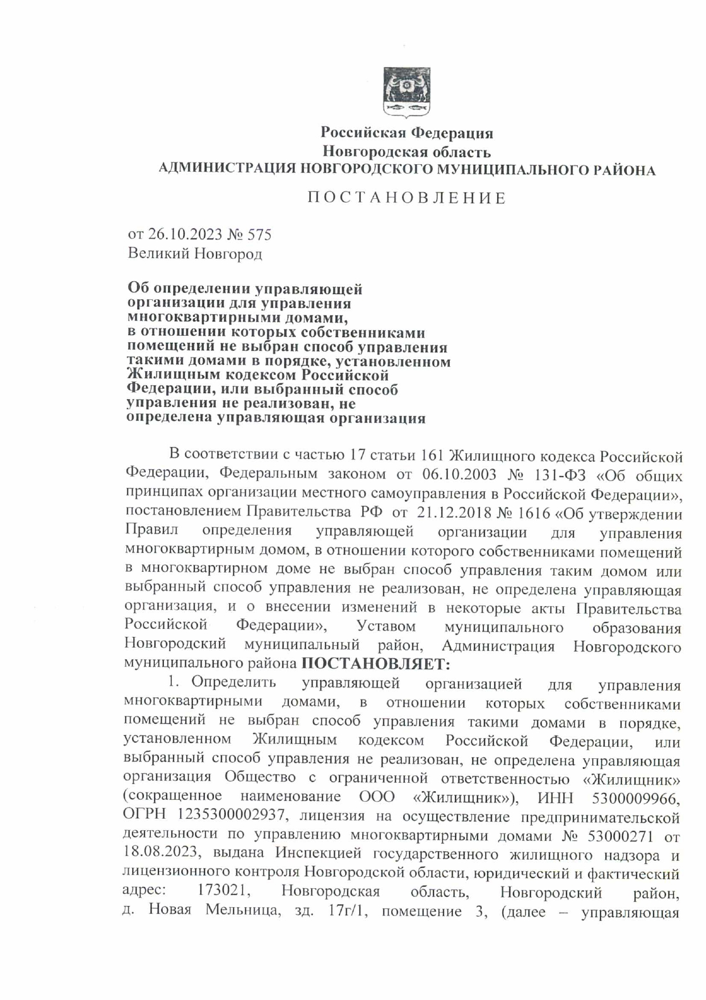 Российская Федерация
Новгородская область
АДМИНИСТРАЦИЯ НОВГОРОДСКОГО МУНИЦИПАЛЬНОГО РАЙОНА
ПОСТАНОВЛЕНИЕ
от 26.10.2023 № 575
Великий Новгород
Об определении управляющей
организации для управления
многоквартирными домами,
в отношении которых собственниками
помещений не выбран способ управления
такими домами в порядке, установленном
Жилищным кодексом Российской
Федерации, или выбранный способ
управления не реализован, не
определена управляющая организация
В соответствии с частью 17 статьи 161 Жилищного кодекса Российской
Федерации, Федеральным законом от 06.10.2003 № 131-ФЗ «Об общих
принципах организации местного самоуправления в Российской Федерации»,
постановлением Правительства РФ от 21.12.2018 № 1616 «Об утверждении
Правил определения управляющей организации для управления
многоквартирным домом, в отношении которого собственниками помещений
в многоквартирном доме не выбран способ управления таким домом или
выбранный способ управления не реализован, не определена управляющая
организация, и о внесении изменений в некоторые акты Правительства
Российской Федерации», Уставом муниципального образования
Новгородский муниципальный район, Администрация Новгородского
муниципального района ПОСТАНОВЛЯЕТ:
1. Определить управляющей организацией для управления
многоквартирными домами, в отношении которых собственниками
помещений не выбран способ управления такими домами в порядке,
установленном Жилищным кодексом Российской Федерации, или
выбранный способ управления не реализован, не определена управляющая
организация Общество с ограниченной ответственностью «Жилищник»
(сокращенное наименование ООО «Жилищник»), ИНН 5300009966,
ОГРН 1235300002937, лицензия на осуществление предпринимательской
деятельности по управлению многоквартирными домами № 53000271 от
18.08.2023, выдана Инспекцией государственного жилищного надзора и
лицензионного контроля Новгородской области, юридический и фактический
адрес: 173021, Новгородская область, Новгородский район,
д. Новая Мельница, зд. 17г/1, помещение 3, (далее – управляющая